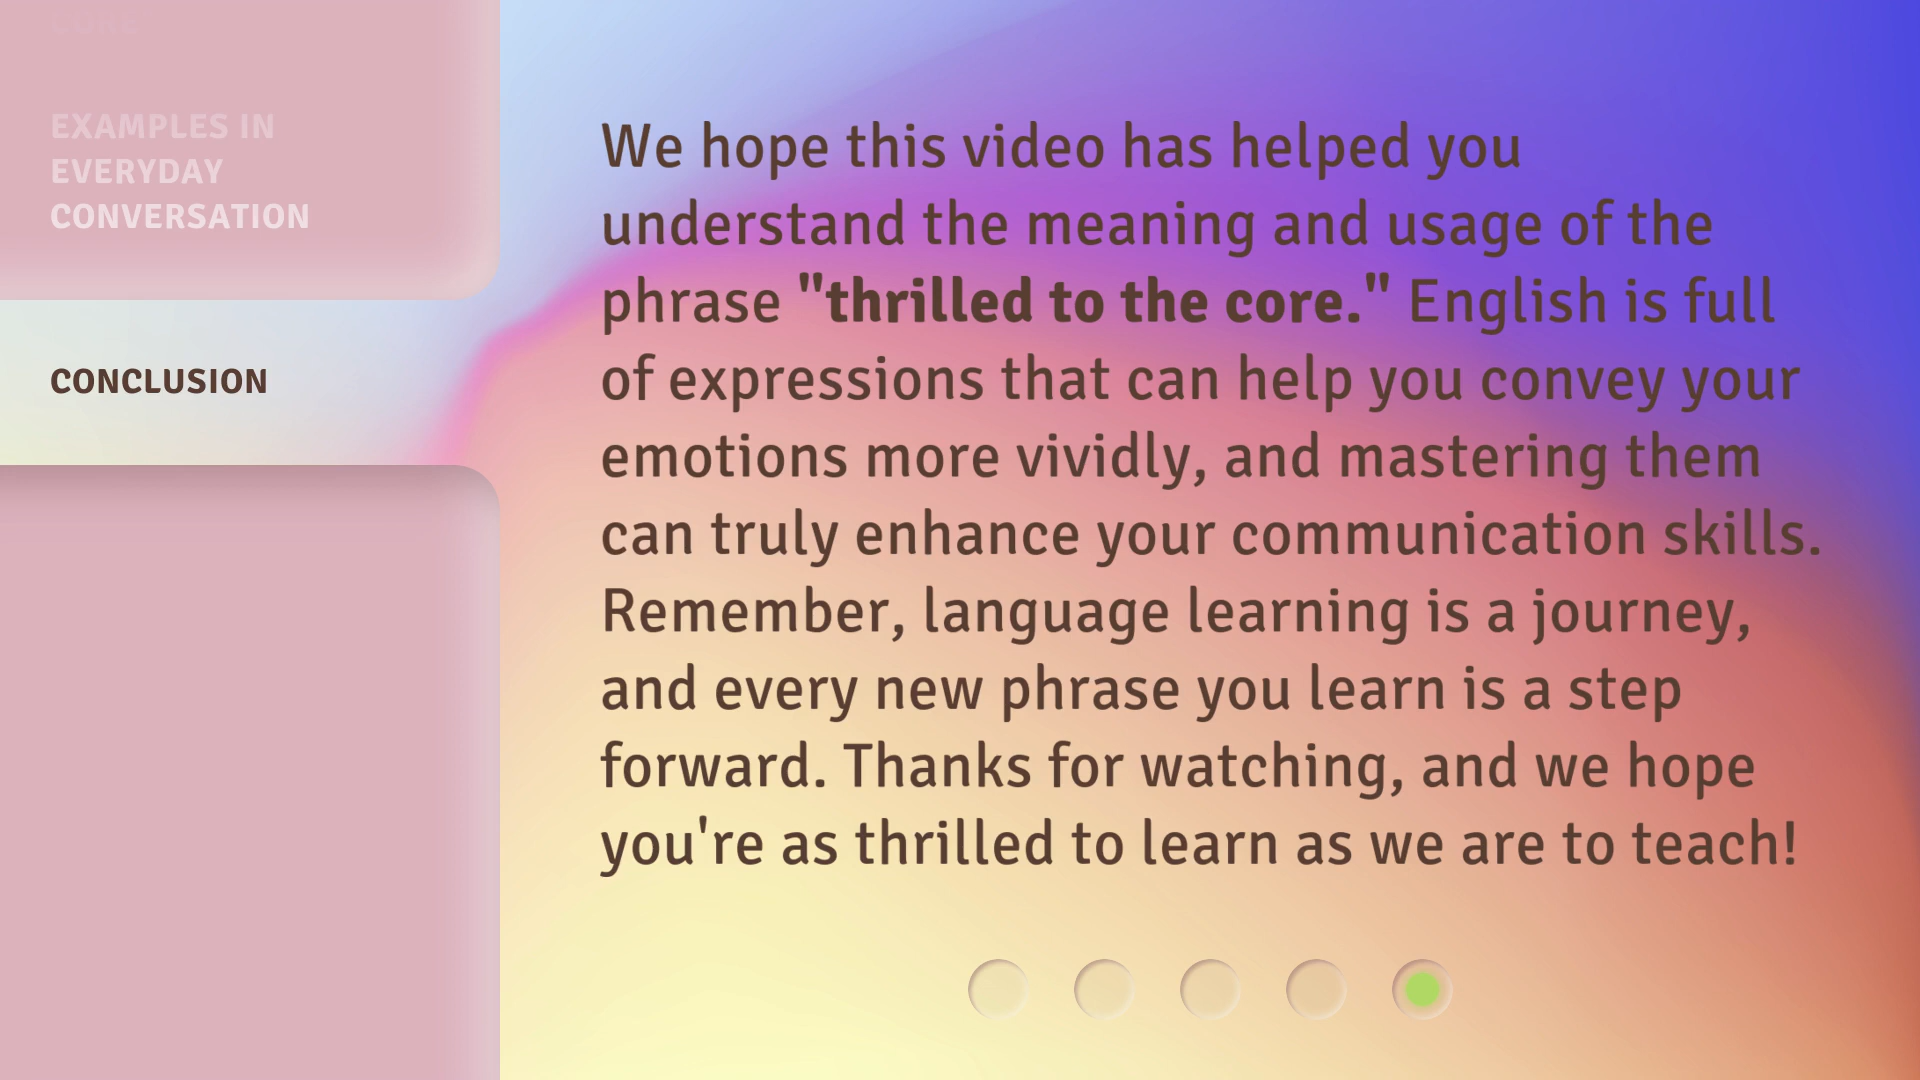 CORE
EXAMPLES IN
EVERYDAY
CONVERSATION
CONCLUSION
We hope this video has helped you
understand the meaning and usage of the
phrase "thrilled to the core." English is full
of expressions that can help you convey your
emotions more vividly, and mastering them
can truly enhance your communication skills.
Remember, language learning is a journey,
and every new phrase you learn is a step
forward. Thanks for watching, and we hope
you're as thrilled to learn as we are to teach!